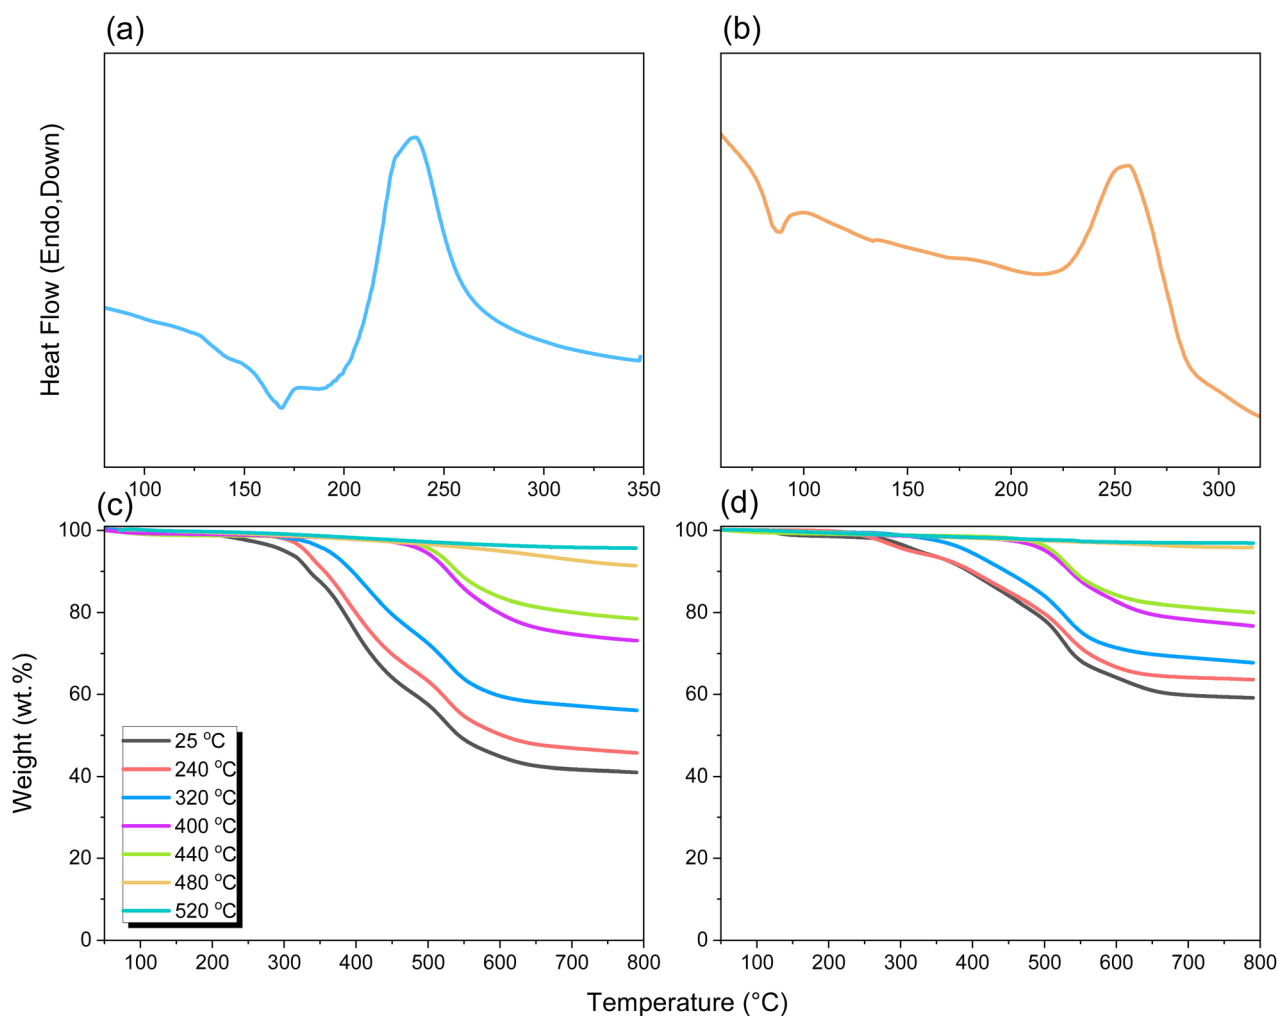 (a)
(b)
Heat Flow (Endo,Down)
100 150 200 250 300 350
100 150 200 250 300
(c)
(d)
Weight (wt.%)
100
80
60
40
20
0
25 °C
240 °C
320 °C
400 °C
440 °C
480 °C
520 °C
100 200 300 400 500 600 700 800
100
80
60
40
20
0
100 200 300 400 500 600 700 800
Temperature (°C)